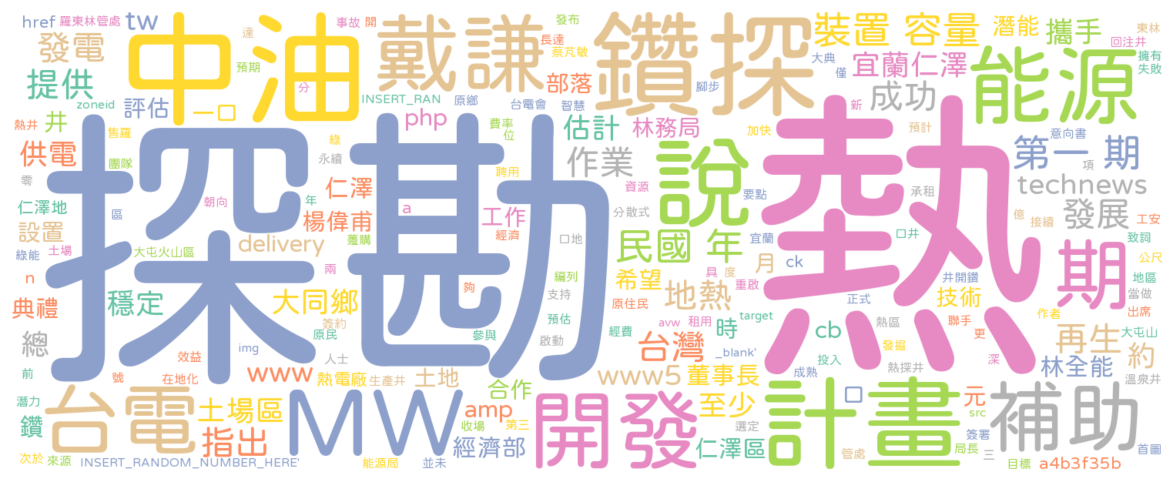 href 羅東林管處 tw 事故 開 發布 中油 戴謙 鑽探 裝置 容量 潛能 攜手 回注井 東林
發電 達 長達 蔡芃敏 部落 宜蘭仁澤 大典 擁有 失敗
提供 評估 預期 一口 分 INSERT_RAN 原鄉 台電會 智慧 腳步 成功 僅 能源
zoneid 井 php 費率 位 估計 林務局 加快 新 預計 意向書
熱井 售羅 綠 項 第一 期
供電 團隊 永續 作業 說 technews
零 仁澤 聘用 資源 要點 承租 發展
仁澤地 區 朝向 年 楊偉甫 a 工作 分散式 億 接續 工安
設置 綠能 土場 大屯火山區 delivery 躉購 經濟 口地 民國 年 宜蘭 口井 致詞
探勘 熱
n 兩 編列 希望 月 ck 具 度 重啟 井開鑽 地區 公尺
典禮 穩定 大同鄉 夠 支持 原住民 地熱 正式 技術 當做 期
總 簽約 原民 參與 預估 經費 avw 租用 時 target cb 熱區 聯手 作者 出席
前 效益 img 人士 啟動 台灣 _blank' 投入 發掘 更 再生 約 大屯山
號 在地化 www 熱電廠 生產井 土地 合作 www5 董事長 成熟 熱探井 深 林全能 溫泉井
潛力 台電 土場區 MW amp 收場 第三 開發 至少 計畫 口 元 src 補助
鑽 指出 經濟部 選定 仁澤區 簽署 首圖
次於 來源 INSERT_RANDOM_NUMBER_HERE' 能源局 並未 管處 局長 三 目標 a4b3f35b